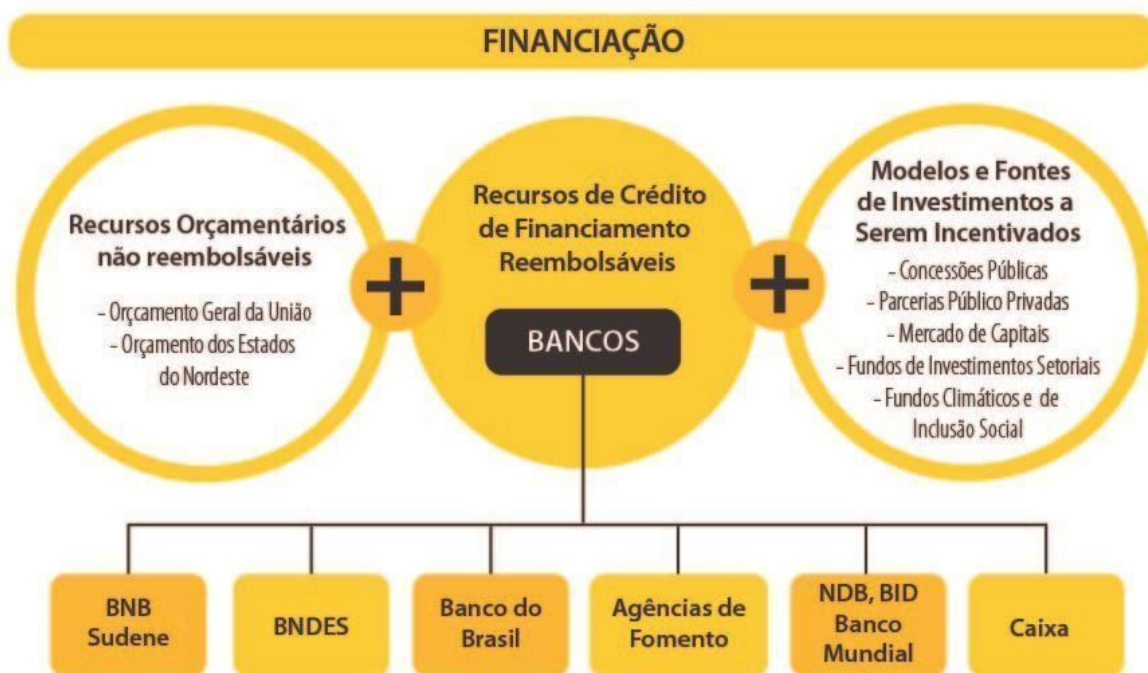 FINANCIAÇÃO
Recursos Orçamentários
não reembolsáveis
- Orçcamento Geral da União
- Orçamento dos Estados
do Nordeste
+
Recursos de Crédito
de Financiamento
Reembolsáveis
BANCOS
+
Modelos e Fontes
de Investimentos a
Serem Incentivados
- Concessões Públicas
- Parcerias Público Privadas
- Mercado de Capitais
- Fundos de Investimentos Setoriais
- Fundos Climáticos e de
Inclusão Social
BNB
Sudene
BNDES
Banco do
Brasil
Agências de
Fomento
NDB, BID
Banco
Mundial
Caixa